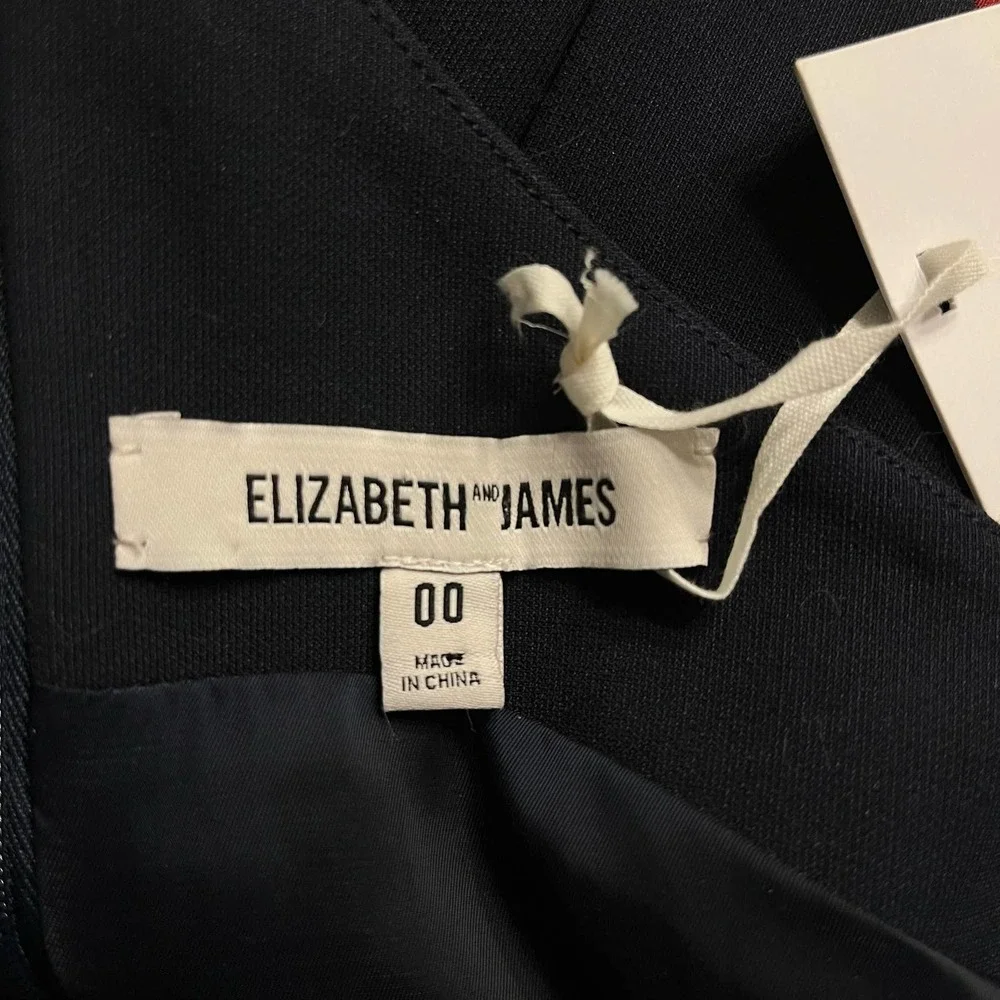 ELIZABETH AND JAMES
00
MADE
IN CHINA